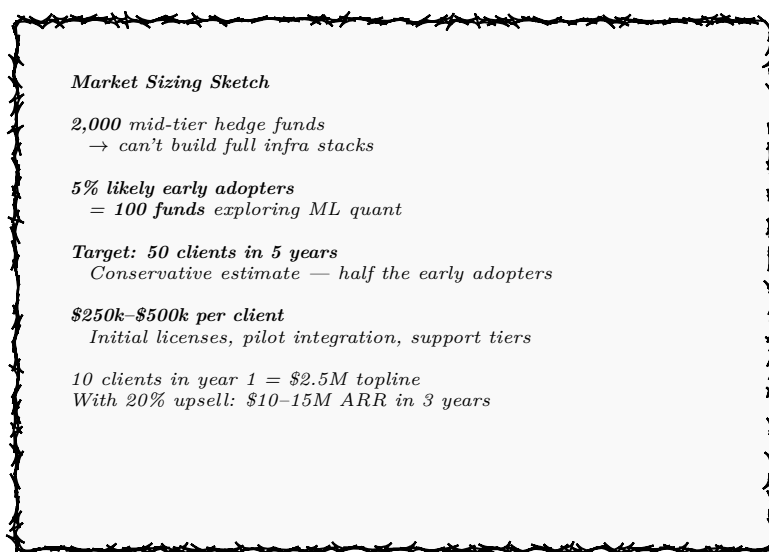 Market Sizing Sketch
2,000 mid-tier hedge funds
→ can't build full infra stacks
5% likely early adopters
= 100 funds exploring ML quant
Target: 50 clients in 5 years
Conservative estimate — half the early adopters
$250k–$500k per client
Initial licenses, pilot integration, support tiers
10 clients in year 1 = $2.5M topline
With 20% upsell: $10–15M ARR in 3 years